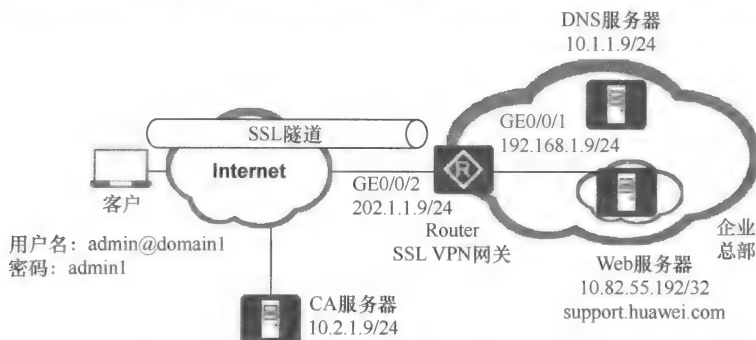 DNS服务器
10.1.1.9/24
SSL隧道
GE0/0/1
192.168.1.9/24
Internet
GE0/0/2
202.1.1.9/24
客户
R
Router
SSL VPN网关
用户名：admin@domain1
密码：admin1
企业
总部
Web服务器
10.82.55.192/32
support.huawei.com
CA服务器
10.2.1.9/24